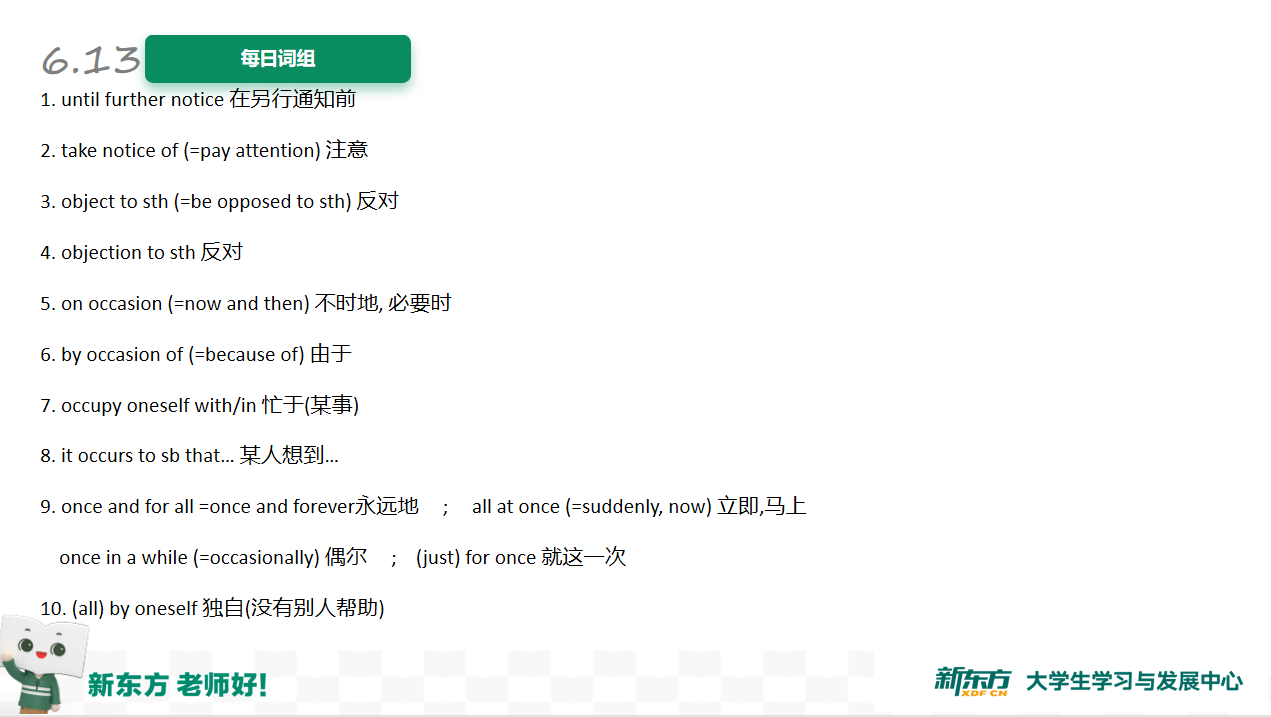 6.13 每日词组
1. until further notice 在另行通知前
2. take notice of (=pay attention) 注意
3. object to sth (=be opposed to sth) 反对
4. objection to sth 反对
5. on occasion (=now and then) 不时地, 必要时
6. by occasion of (=because of) 由于
7. occupy oneself with/in 忙于(某事)
8. it occurs to sb that… 某人想到…
9. once and for all =once and forever永远地 ; all at once (=suddenly, now) 立即,马上
once in a while (=occasionally) 偶尔 ; (just) for once 就这一次
10. (all) by oneself 独自(没有别人帮助)
新东方 老师好!
新东方 XDF.CN 大学生学习与发展中心